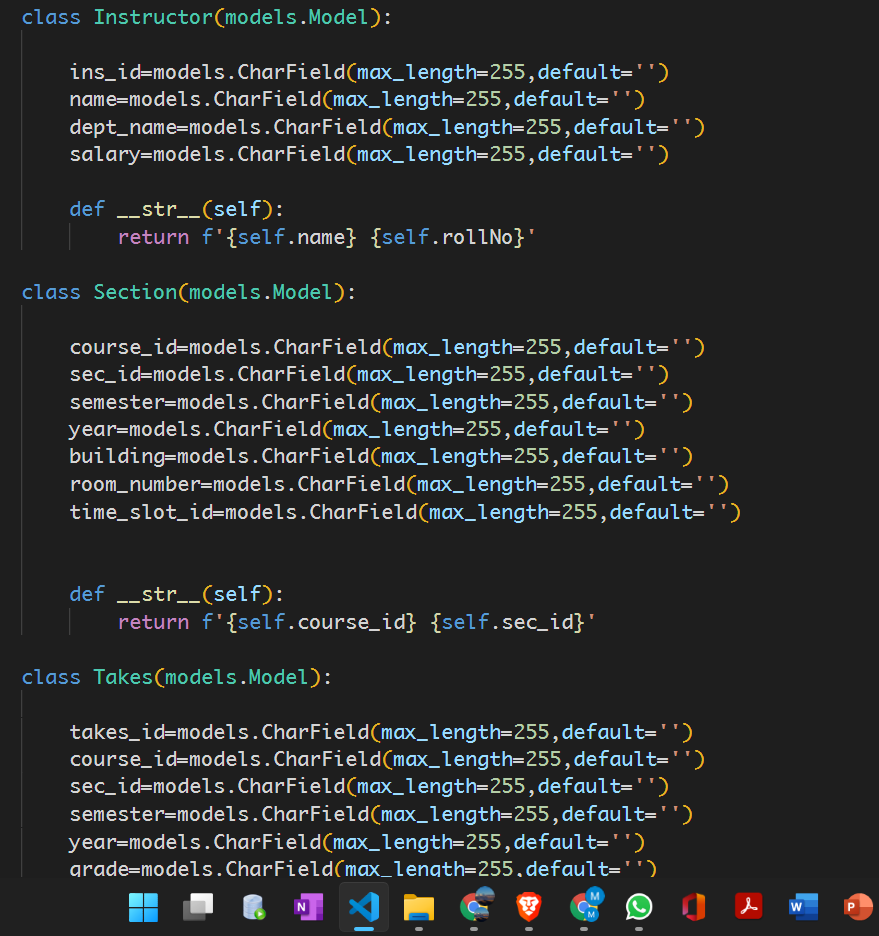 class Instructor(models.Model):
ins_id=models.CharField(max_length=255,default='')
name=models.CharField(max_length=255,default='')
dept_name=models.CharField(max_length=255,default='')
salary=models.CharField(max_length=255,default='')
def __str__(self):
return f'{self.name} {self.rollNo}'
class Section(models.Model):
course_id=models.CharField(max_length=255,default='')
sec_id=models.CharField(max_length=255,default='')
semester=models.CharField(max_length=255,default='')
year=models.CharField(max_length=255,default='')
building=models.CharField(max_length=255,default='')
room_number=models.CharField(max_length=255,default='')
time_slot_id=models.CharField(max_length=255,default='')
def __str__(self):
return f'{self.course_id} {self.sec_id}'
class Takes(models.Model):
takes_id=models.CharField(max_length=255,default='')
course_id=models.CharField(max_length=255,default='')
sec_id=models.CharField(max_length=255,default='')
semester=models.CharField(max_length=255,default='')
year=models.CharField(max_length=255,default='')
grade=models.CharField(max_length=255,default='')
N
M
M
W
P